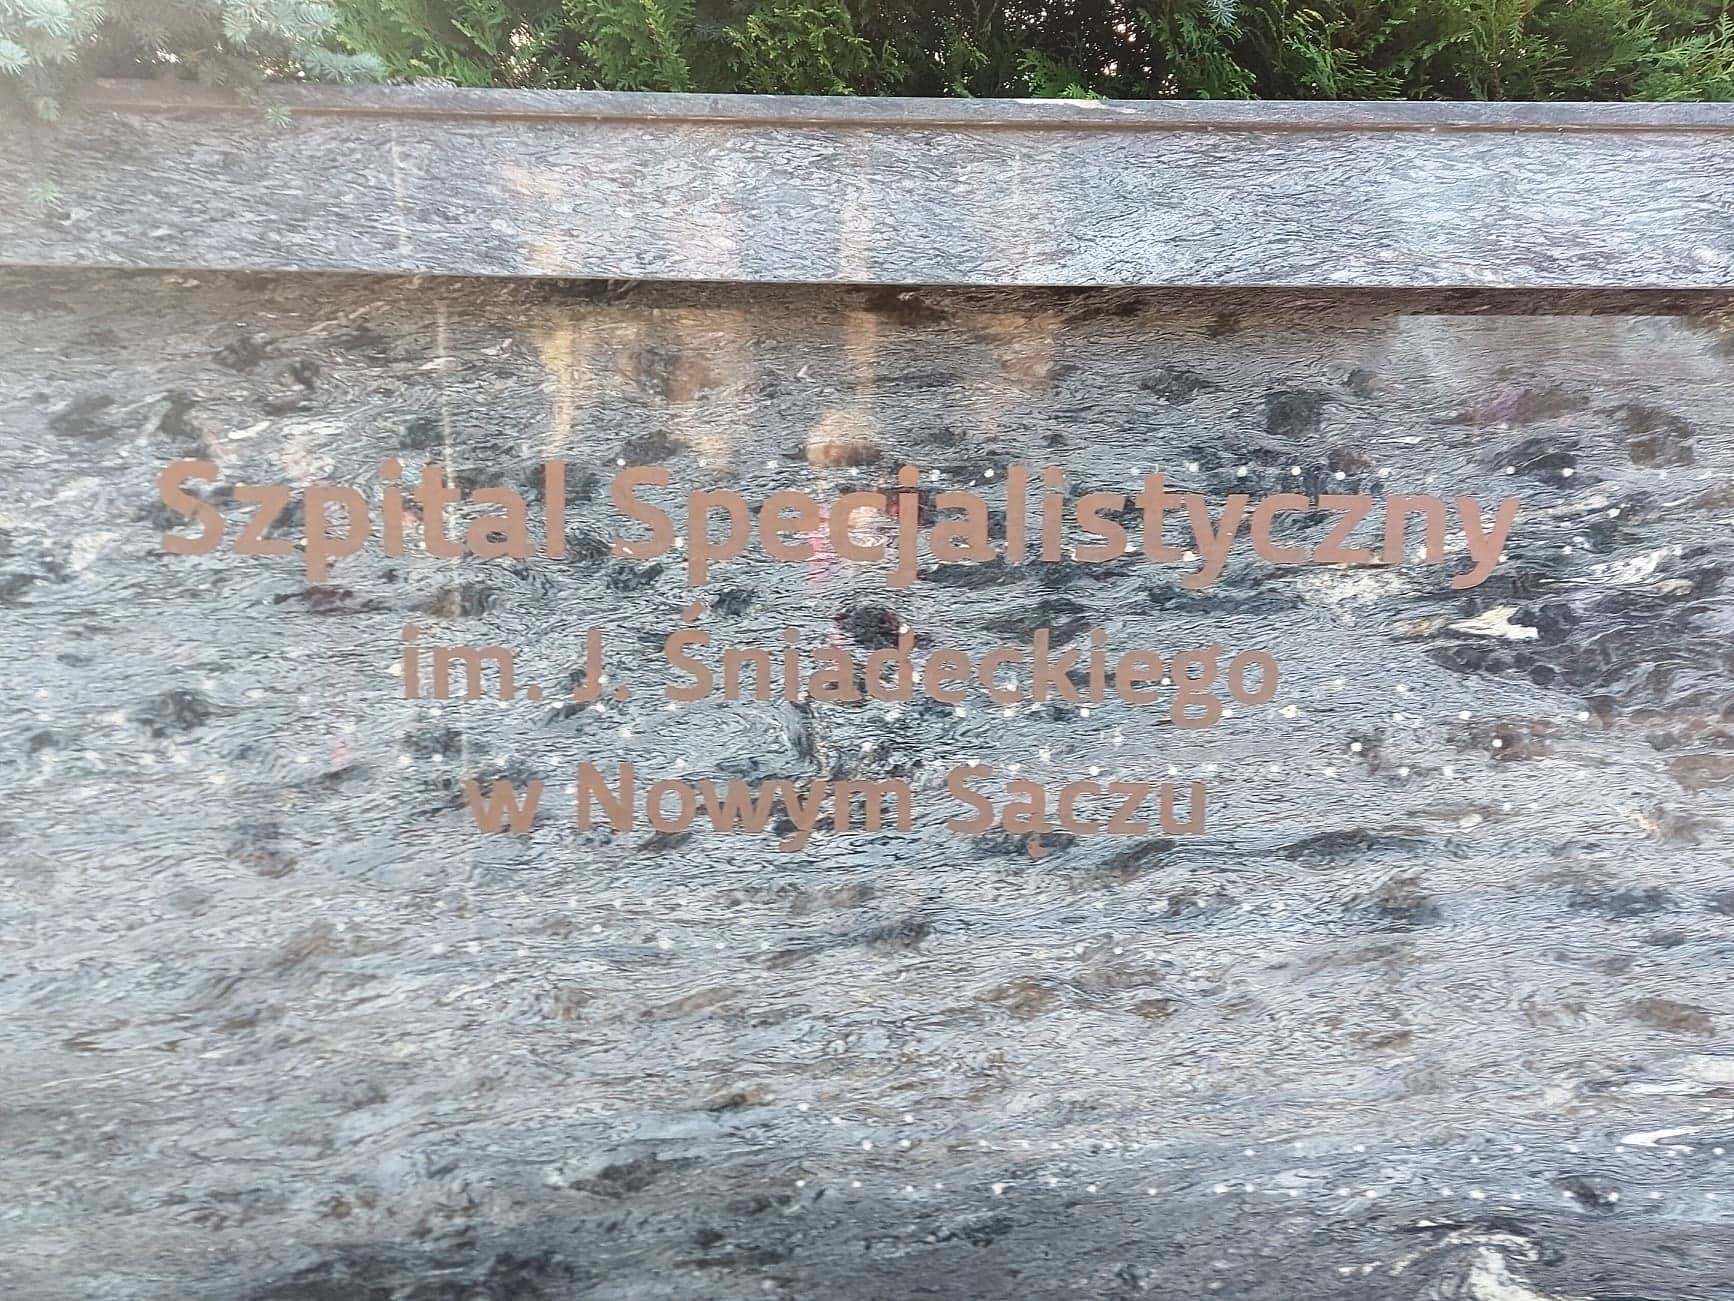 Szpital Specjalistyczny
im. J. Śniadeckiego
w Nowym Sączu